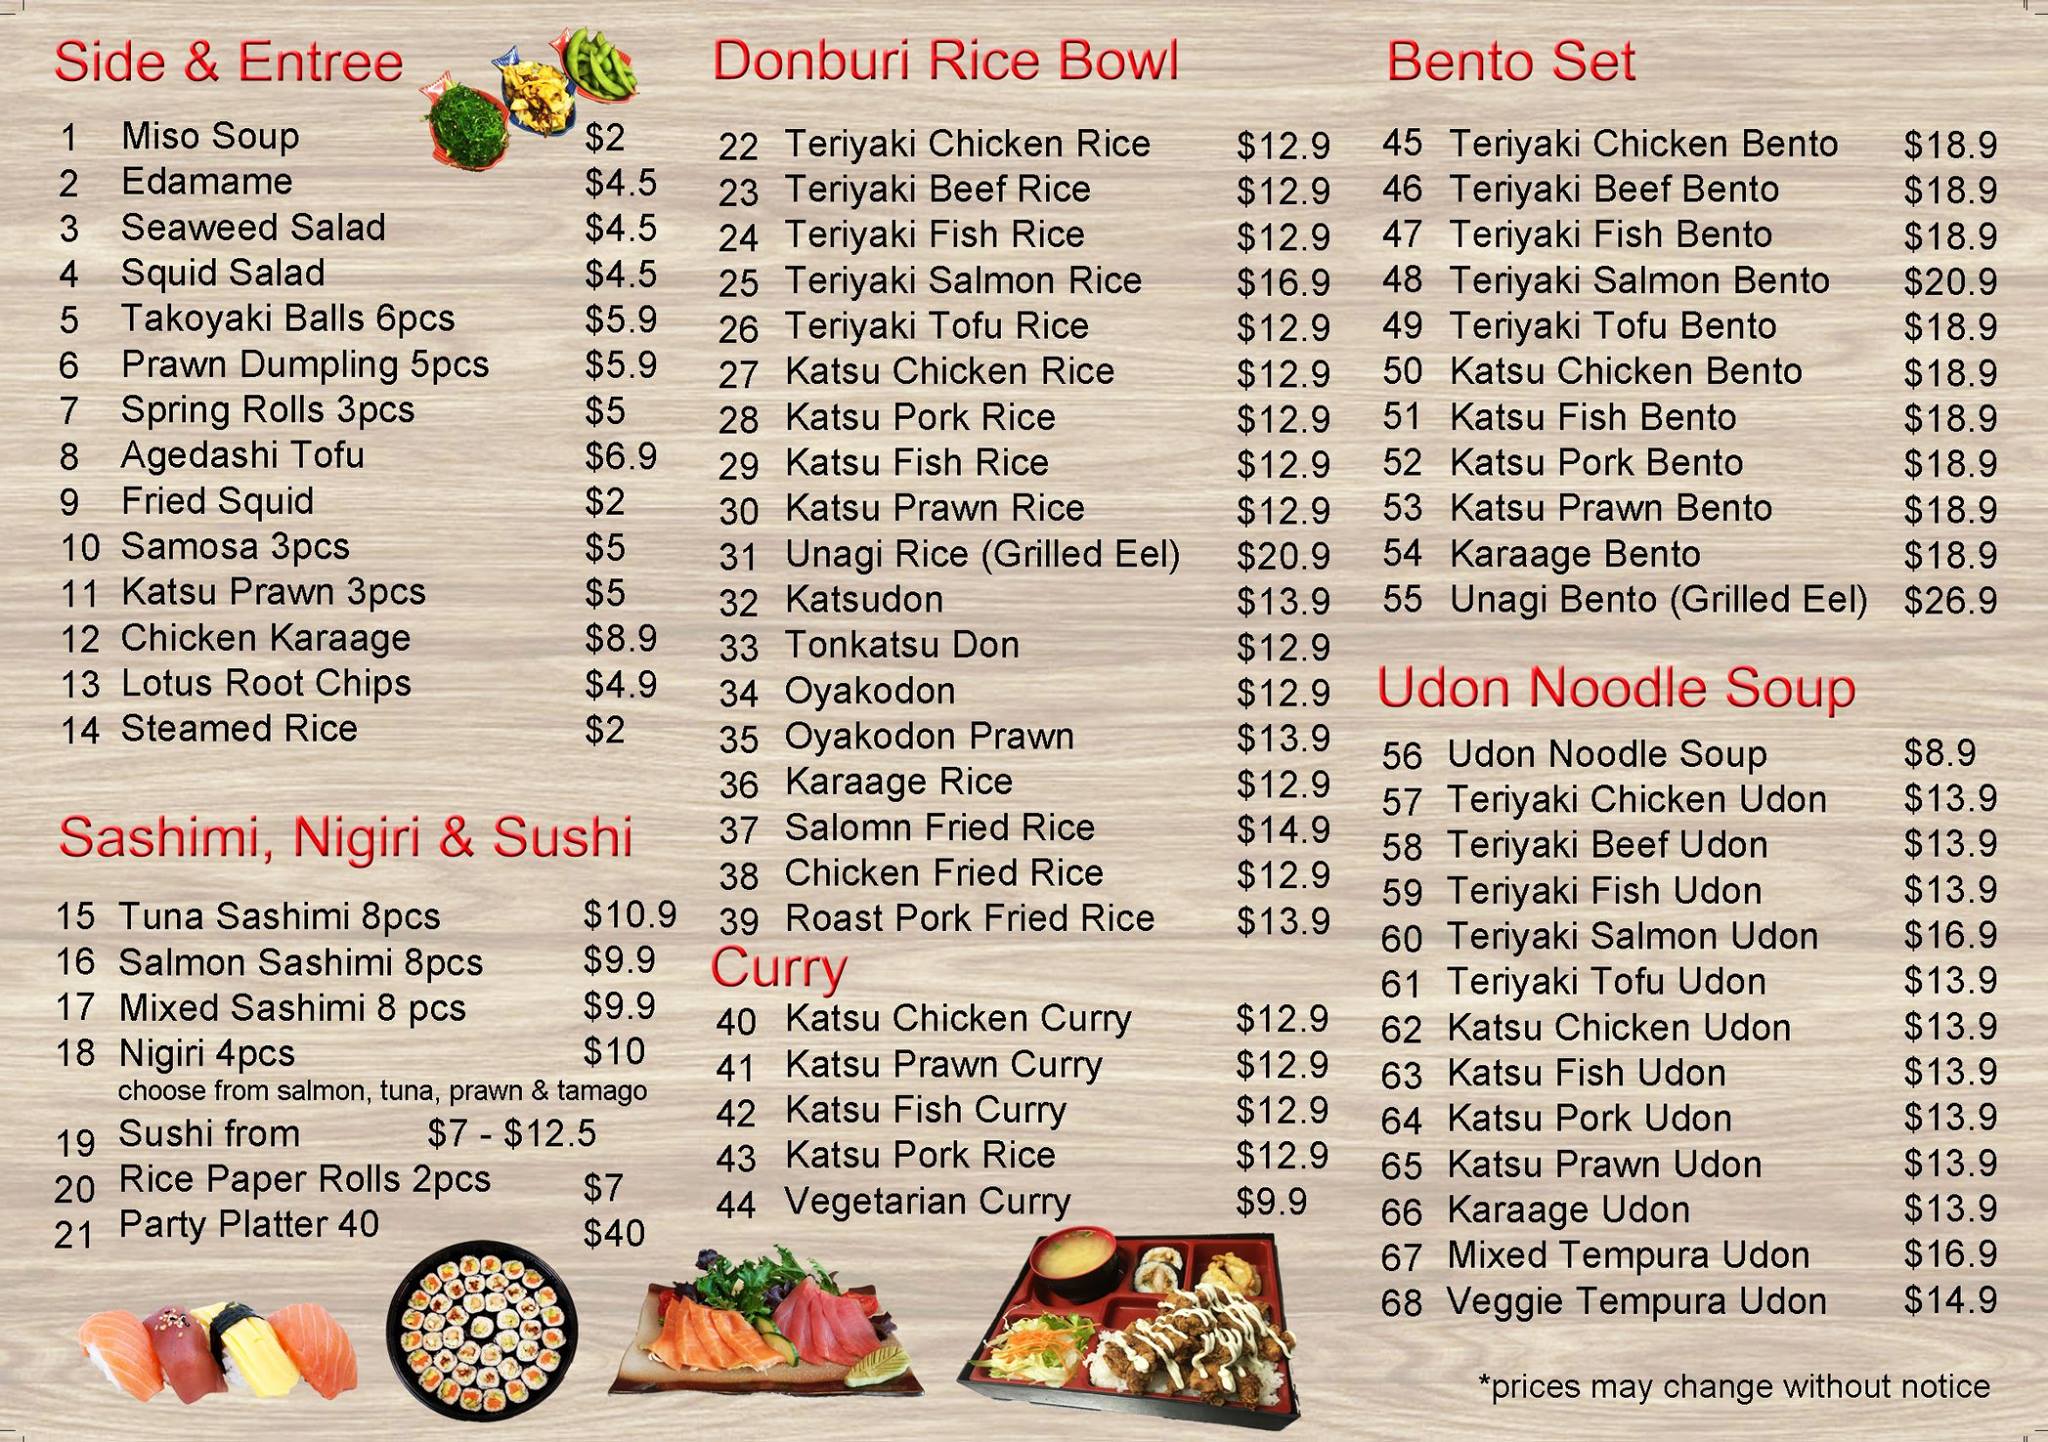 Side & Entree
1 Miso Soup $2
2 Edamame $4.5
3 Seaweed Salad $4.5
4 Squid Salad $4.5
5 Takoyaki Balls 6pcs $5.9
6 Prawn Dumpling 5pcs $5.9
7 Spring Rolls 3pcs $5
8 Agedashi Tofu $6.9
9 Fried Squid $2
10 Samosa 3pcs $5
11 Katsu Prawn 3pcs $5
12 Chicken Karaage $8.9
13 Lotus Root Chips $4.9
14 Steamed Rice $2
Sashimi, Nigiri & Sushi
15 Tuna Sashimi 8pcs $10.9
16 Salmon Sashimi 8pcs $9.9
17 Mixed Sashimi 8 pcs $9.9
18 Nigiri 4pcs $10
choose from salmon, tuna, prawn & tamago
19 Sushi from $7 - $12.5
20 Rice Paper Rolls 2pcs $7
21 Party Platter 40 $40
Donburi Rice Bowl
22 Teriyaki Chicken Rice $12.9
23 Teriyaki Beef Rice $12.9
24 Teriyaki Fish Rice $12.9
25 Teriyaki Salmon Rice $16.9
26 Teriyaki Tofu Rice $12.9
27 Katsu Chicken Rice $12.9
28 Katsu Pork Rice $12.9
29 Katsu Fish Rice $12.9
30 Katsu Prawn Rice $12.9
31 Unagi Rice (Grilled Eel) $20.9
32 Katsudon $13.9
33 Tonkatsu Don $12.9
34 Oyakodon $12.9
35 Oyakodon Prawn $13.9
36 Karaage Rice $12.9
37 Salomn Fried Rice $14.9
38 Chicken Fried Rice $12.9
39 Roast Pork Fried Rice $13.9
Curry
40 Katsu Chicken Curry $12.9
41 Katsu Prawn Curry $12.9
42 Katsu Fish Curry $12.9
43 Katsu Pork Rice $12.9
44 Vegetarian Curry $9.9
Bento Set
45 Teriyaki Chicken Bento $18.9
46 Teriyaki Beef Bento $18.9
47 Teriyaki Fish Bento $18.9
48 Teriyaki Salmon Bento $20.9
49 Teriyaki Tofu Bento $18.9
50 Katsu Chicken Bento $18.9
51 Katsu Fish Bento $18.9
52 Katsu Pork Bento $18.9
53 Katsu Prawn Bento $18.9
54 Karaage Bento $18.9
55 Unagi Bento (Grilled Eel) $26.9
Udon Noodle Soup
56 Udon Noodle Soup $8.9
57 Teriyaki Chicken Udon $13.9
58 Teriyaki Beef Udon $13.9
59 Teriyaki Fish Udon $13.9
60 Teriyaki Salmon Udon $16.9
61 Teriyaki Tofu Udon $13.9
62 Katsu Chicken Udon $13.9
63 Katsu Fish Udon $13.9
64 Katsu Pork Udon $13.9
65 Katsu Prawn Udon $13.9
66 Karaage Udon $13.9
67 Mixed Tempura Udon $16.9
68 Veggie Tempura Udon $14.9
*prices may change without notice